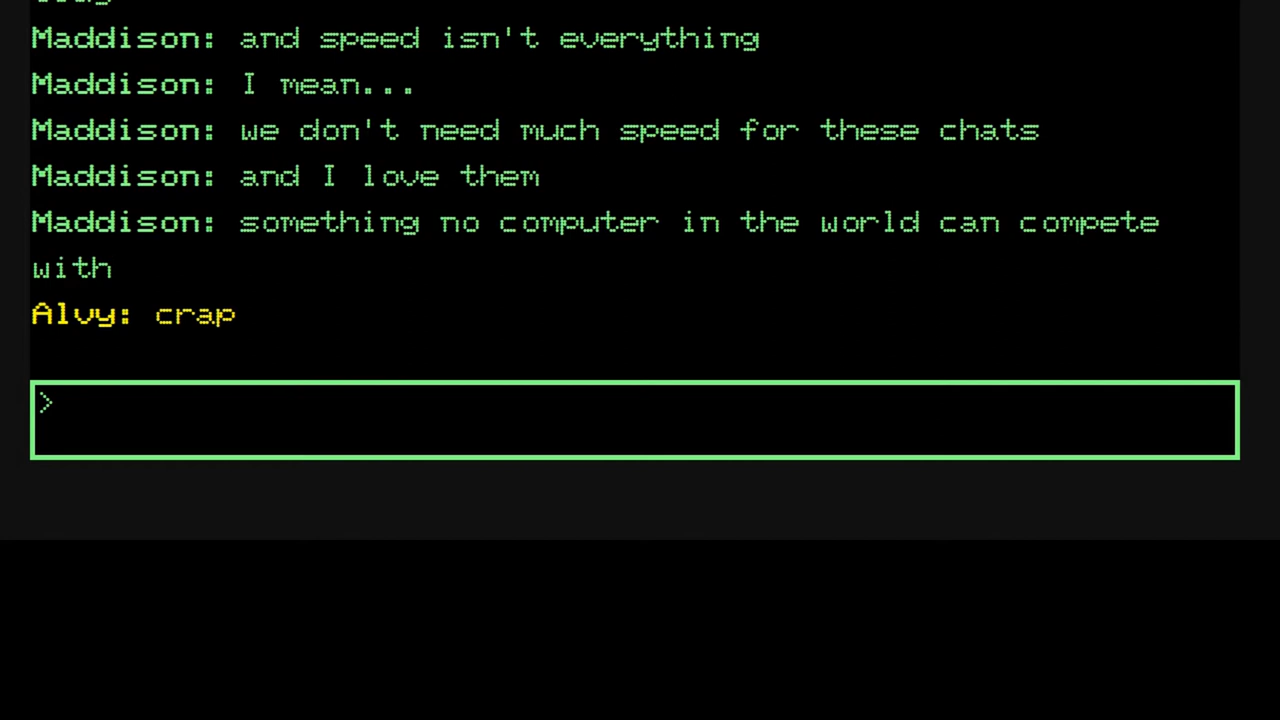 Maddison: and speed isn't everything
Maddison: I mean...
Maddison: we don't need much speed for these chats
Maddison: and I love them
Maddison: something no computer in the world can compete
with
Alvy: crap
>